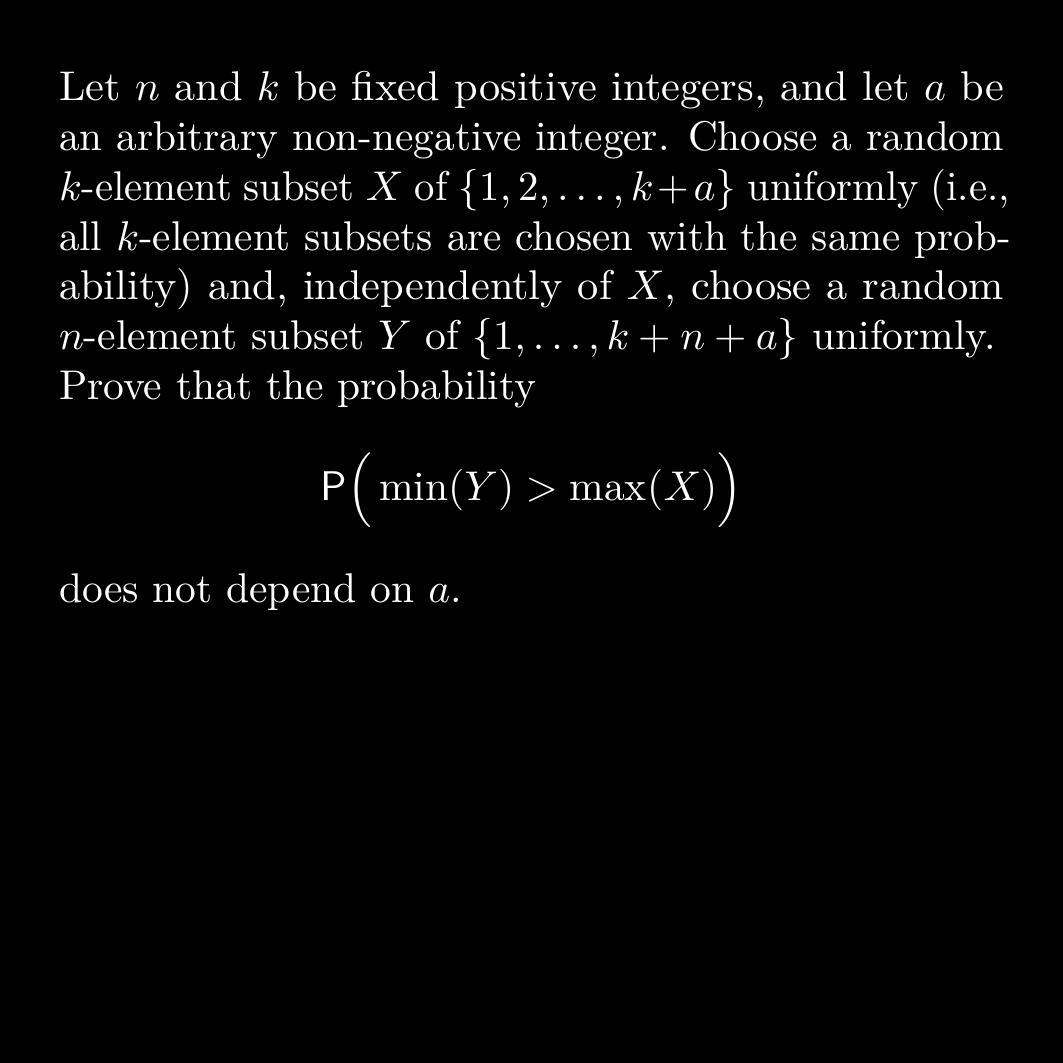 Let n and k be fixed positive integers, and let a be
an arbitrary non-negative integer. Choose a random
k-element subset X of {1, 2, . . . , k+a} uniformly (i.e.,
all k-element subsets are chosen with the same prob-
ability) and, independently of X, choose a random
n-element subset Y of {1, . . . , k + n + a} uniformly.
Prove that the probability
P( min(Y) > max(X) )
does not depend on a.